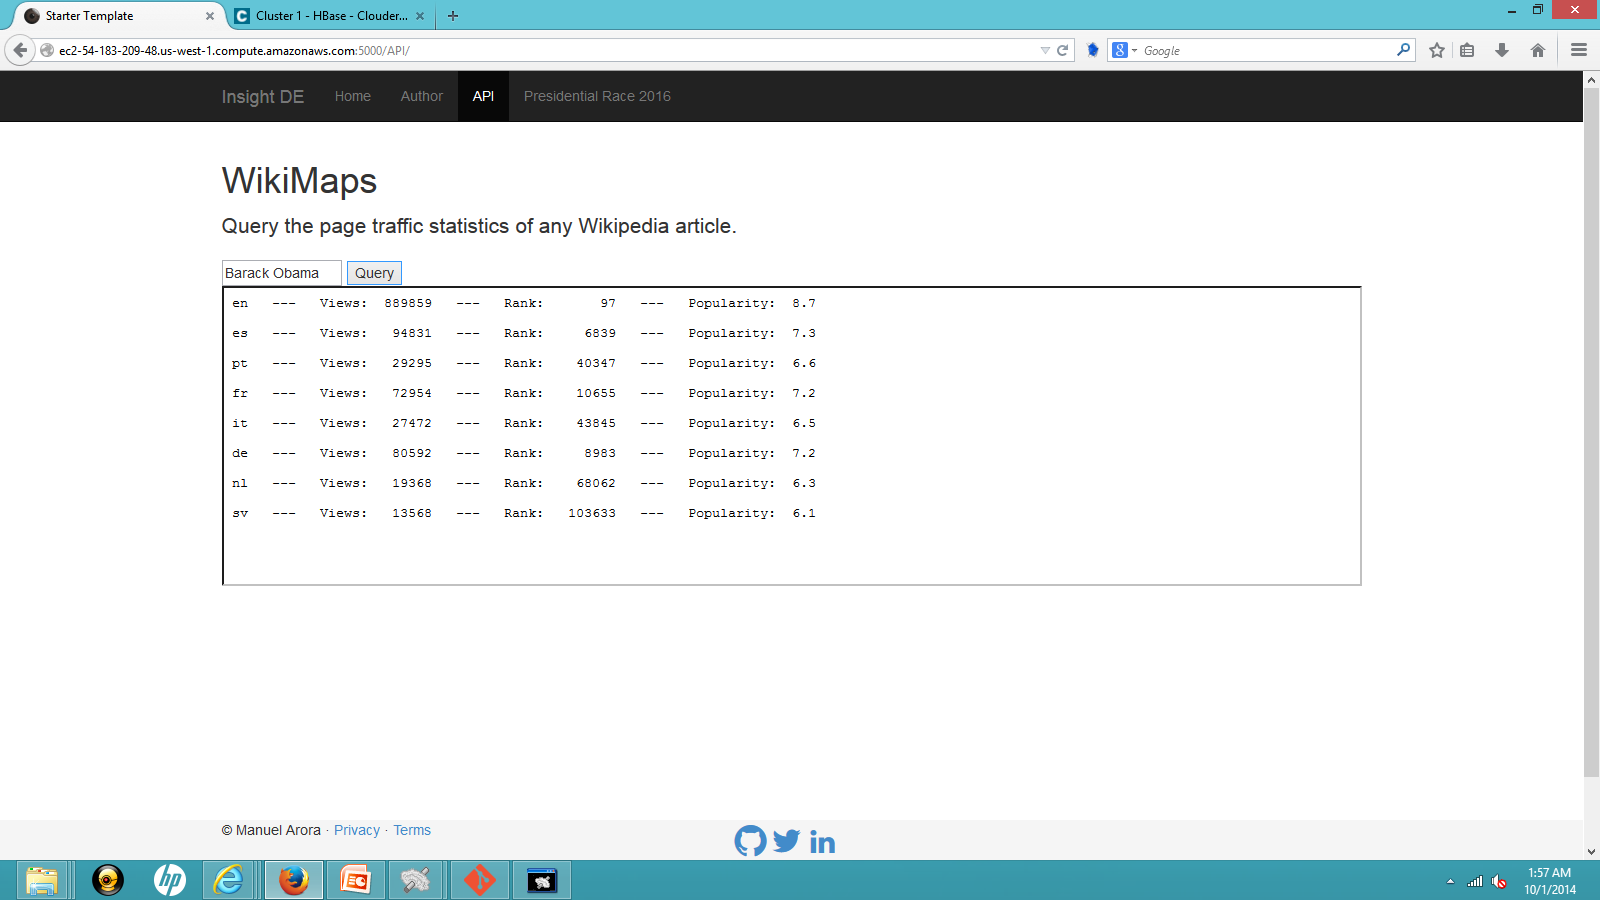 Starter Template
Cluster 1 - HBase - Clouder...
ec2-54-183-209-48.us-west-1.compute.amazonaws.com:5000/API/
8 Google
Insight DE Home Author API Presidential Race 2016
WikiMaps
Query the page traffic statistics of any Wikipedia article.
Barack Obama Query
en --- Views: 889859 --- Rank: 97 --- Popularity: 8.7
es --- Views: 94831 --- Rank: 6839 --- Popularity: 7.3
pt --- Views: 29295 --- Rank: 40347 --- Popularity: 6.6
fr --- Views: 72954 --- Rank: 10655 --- Popularity: 7.2
it --- Views: 27472 --- Rank: 43845 --- Popularity: 6.5
de --- Views: 80592 --- Rank: 8983 --- Popularity: 7.2
nl --- Views: 19368 --- Rank: 68062 --- Popularity: 6.3
sv --- Views: 13568 --- Rank: 103633 --- Popularity: 6.1
© Manuel Arora · Privacy · Terms
in
hp
1:57 AM
10/1/2014